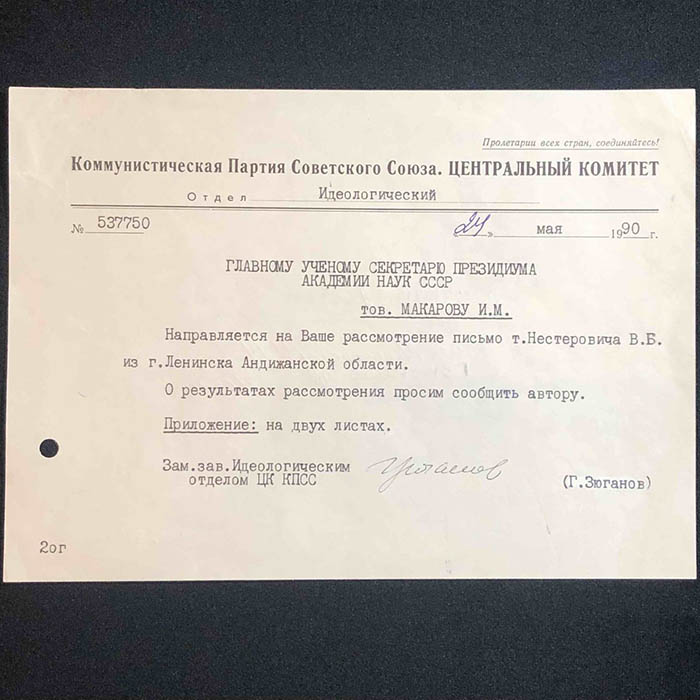 Пролетарии всех стран, соединяйтесь!
Коммунистическая Партия Советского Союза. ЦЕНТРАЛЬНЫЙ КОМИТЕТ
Отдел Идеологический
№ 537750 „24" мая 1990 г.
ГЛАВНОМУ УЧЕНОМУ СЕКРЕТАРЮ ПРЕЗИДИУМА
АКАДЕМИИ НАУК СССР
тов. МАКАРОВУ И.М.
Направляется на Ваше рассмотрение письмо т.Нестеровича В.Б.
из г.Ленинска Андижанской области.
О результатах рассмотрения просим сообщить автору.
Приложение: на двух листах.
Зам.зав.Идеологическим
отделом ЦК КПСС
(Г.Зюганов)
2ог